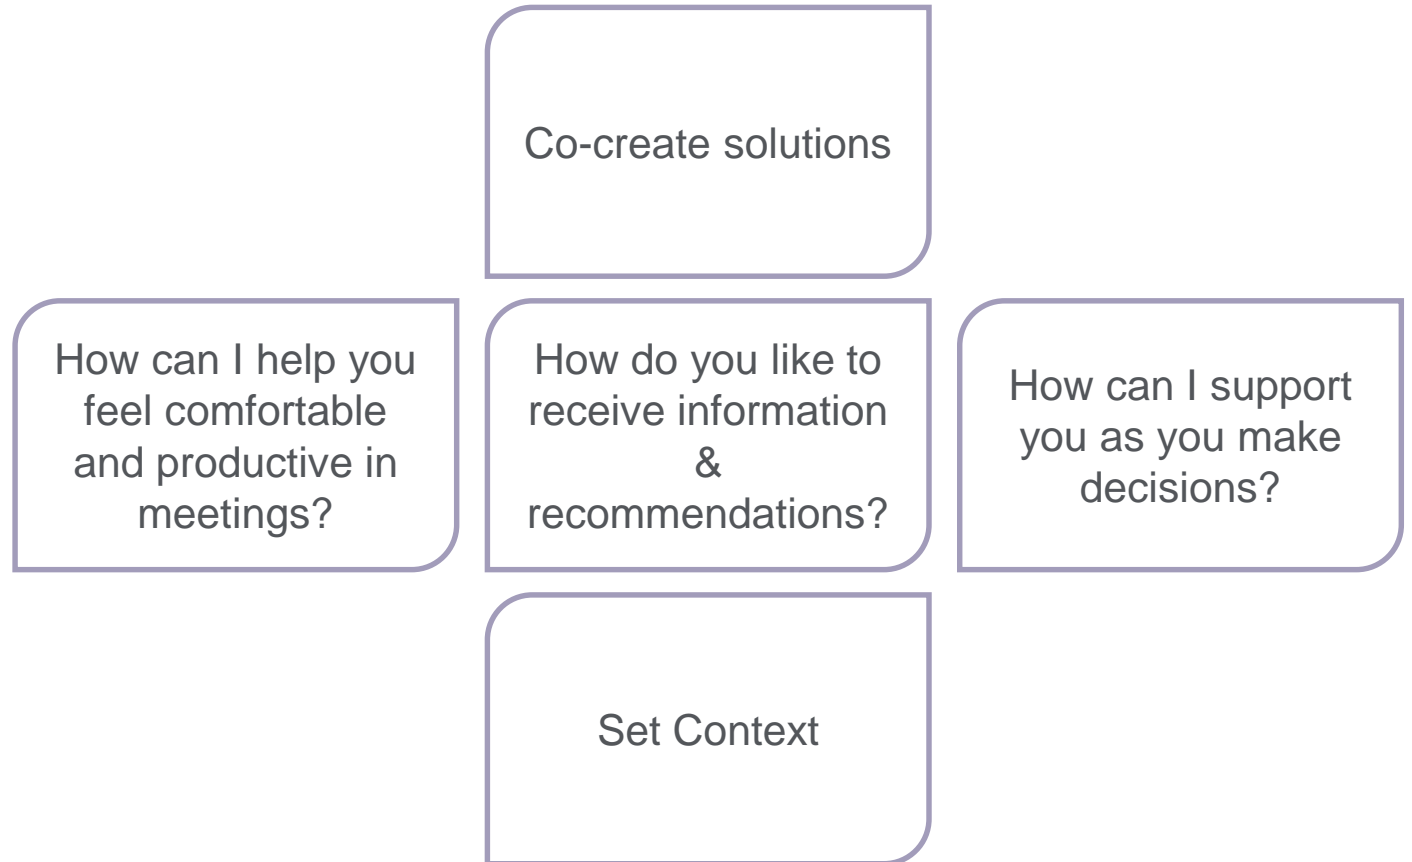 Co-create solutions
How can I help you
feel comfortable
and productive in
meetings?
How do you like to
receive information
&
recommendations?
How can I support
you as you make
decisions?
Set Context